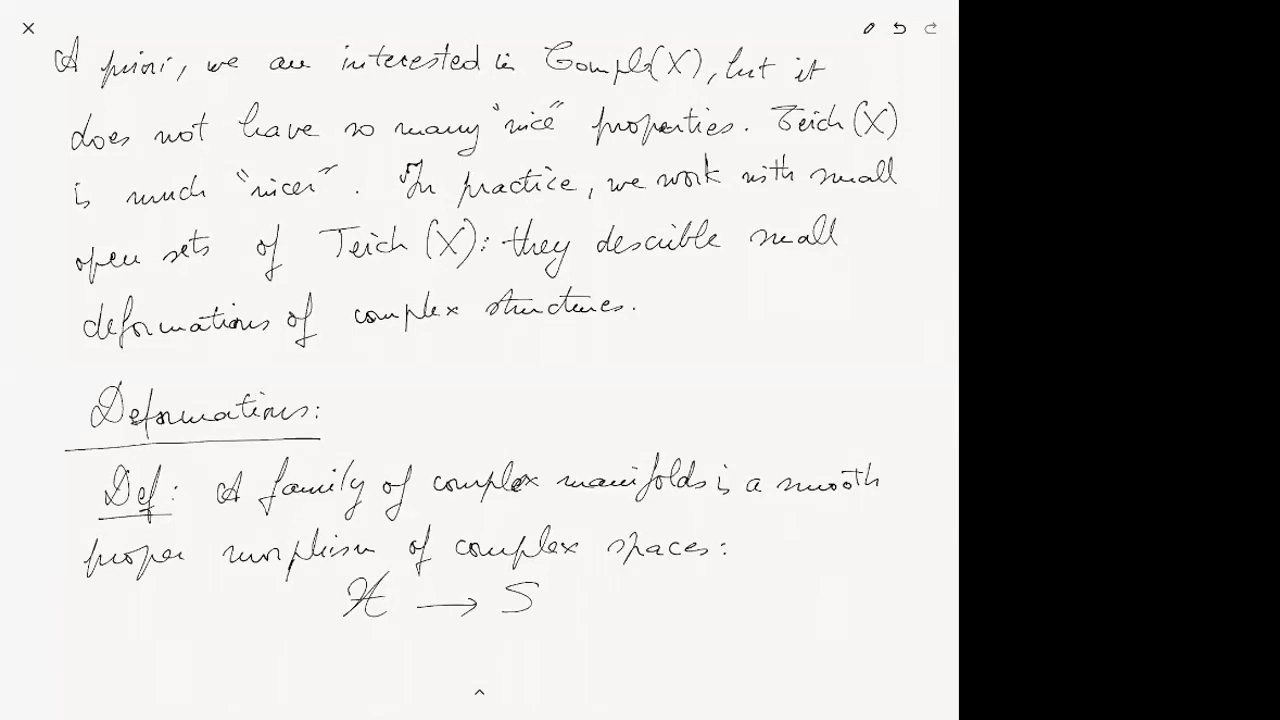 A priori, we are interested in Compl(X), but it
does not have so many "nice" properties. Teich (X)
is much "nicer". In practice, we work with small
open sets of Teich (X): they describle small
deformations of complex structures.
Deformations:
Def: A family of complex manifolds is a smooth
proper morphism of complex spaces:
𝒳 → S